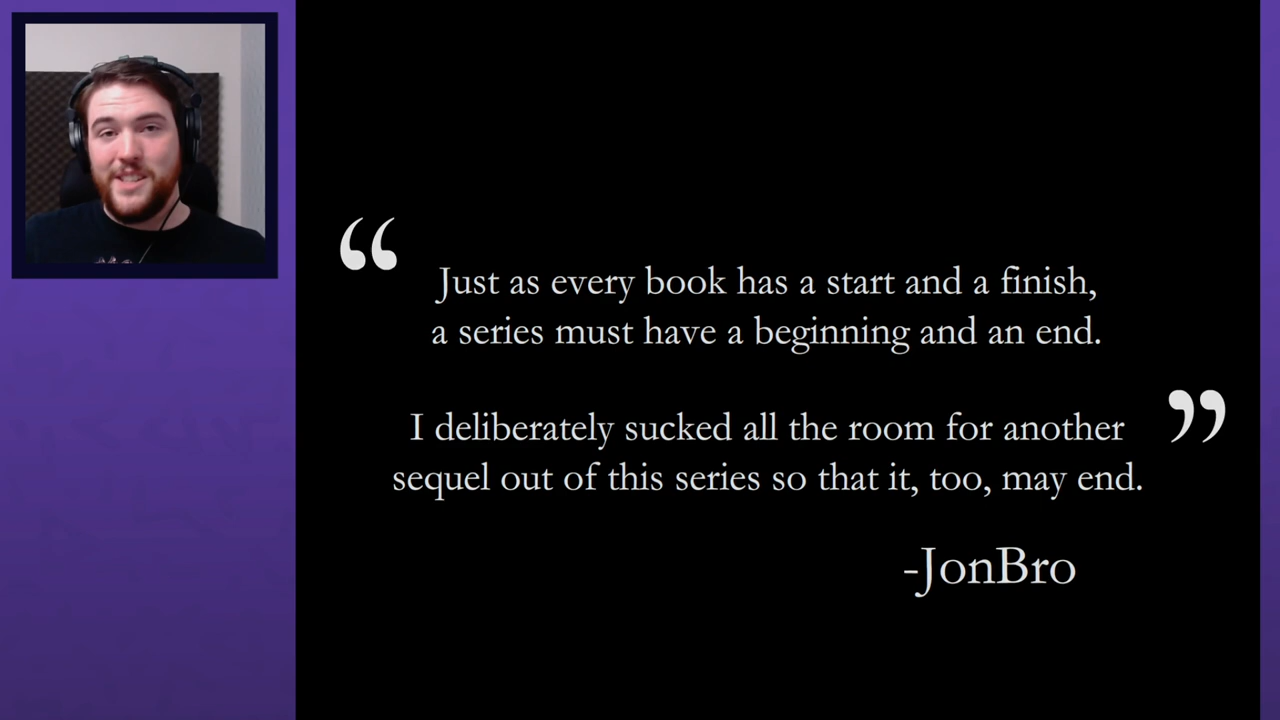 “
Just as every book has a start and a finish,
a series must have a beginning and an end.
I deliberately sucked all the room for another
sequel out of this series so that it, too, may end.
”
-JonBro